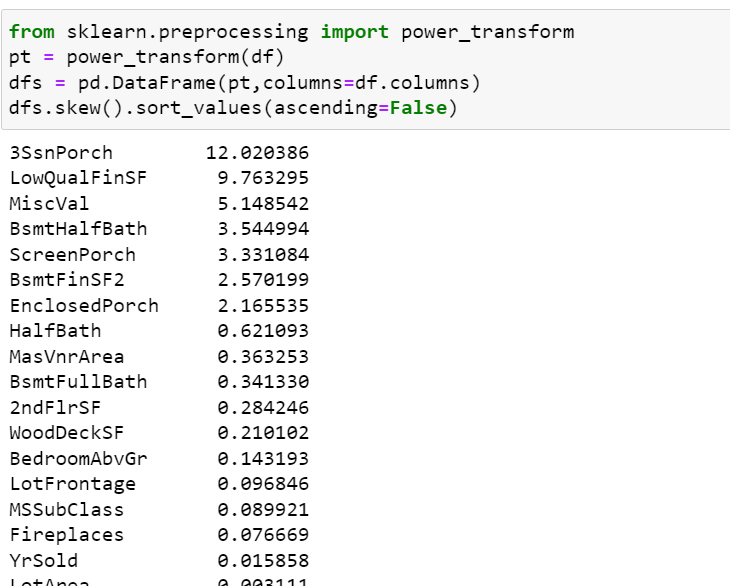 from sklearn.preprocessing import power_transform
pt = power_transform(df)
dfs = pd.DataFrame(pt,columns=df.columns)
dfs.skew().sort_values(ascending=False)
3SsnPorch 12.020386
LowQualFinSF 9.763295
MiscVal 5.148542
BsmtHalfBath 3.544994
ScreenPorch 3.331084
BsmtFinSF2 2.570199
EnclosedPorch 2.165535
HalfBath 0.621093
MasVnrArea 0.363253
BsmtFullBath 0.341330
2ndFlrSF 0.284246
WoodDeckSF 0.210102
BedroomAbvGr 0.143193
LotFrontage 0.096846
MSSubClass 0.089921
Fireplaces 0.076669
YrSold 0.015858
LotArea 0.003111